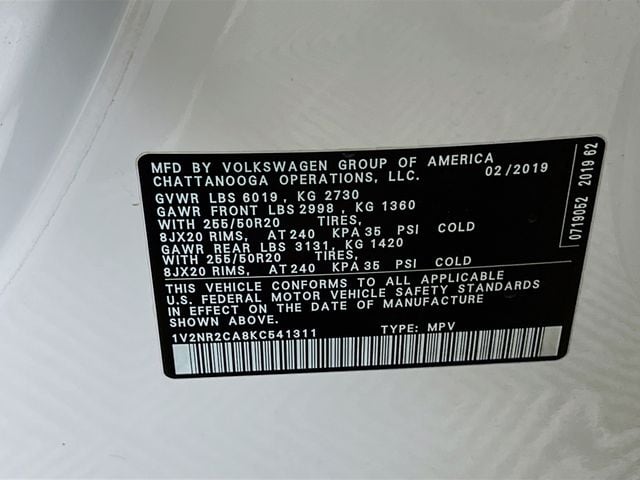 MFD BY VOLKSWAGEN GROUP OF AMERICA
CHATTANOOGA OPERATIONS, LLC. 02/2019
GVWR LBS 6019, KG 2730
GAWR FRONT LBS 2998, KG 1360
WITH 255/50R20 TIRES,
8JX20 RIMS, AT 240 KPA 35 PSI COLD
GAWR REAR LBS 3131, KG 1420
WITH 255/50R20 TIRES,
8JX20 RIMS, AT 240 KPA 35 PSI COLD
THIS VEHICLE CONFORMS TO ALL APPLICABLE
U.S. FEDERAL MOTOR VEHICLE SAFETY STANDARDS
IN EFFECT ON THE DATE OF MANUFACTURE
SHOWN ABOVE.
1V2NR2CA8KC541311 TYPE: MPV
0719052 2019 62